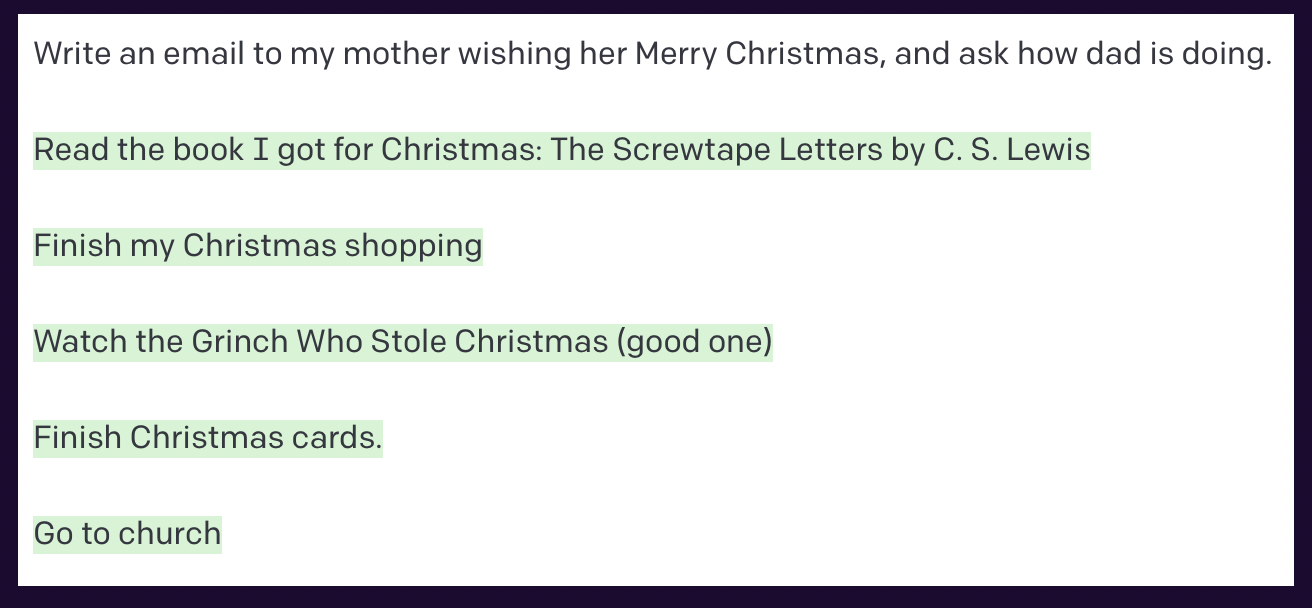 Write an email to my mother wishing her Merry Christmas, and ask how dad is doing.
Read the book I got for Christmas: The Screwtape Letters by C. S. Lewis
Finish my Christmas shopping
Watch the Grinch Who Stole Christmas (good one)
Finish Christmas cards.
Go to church